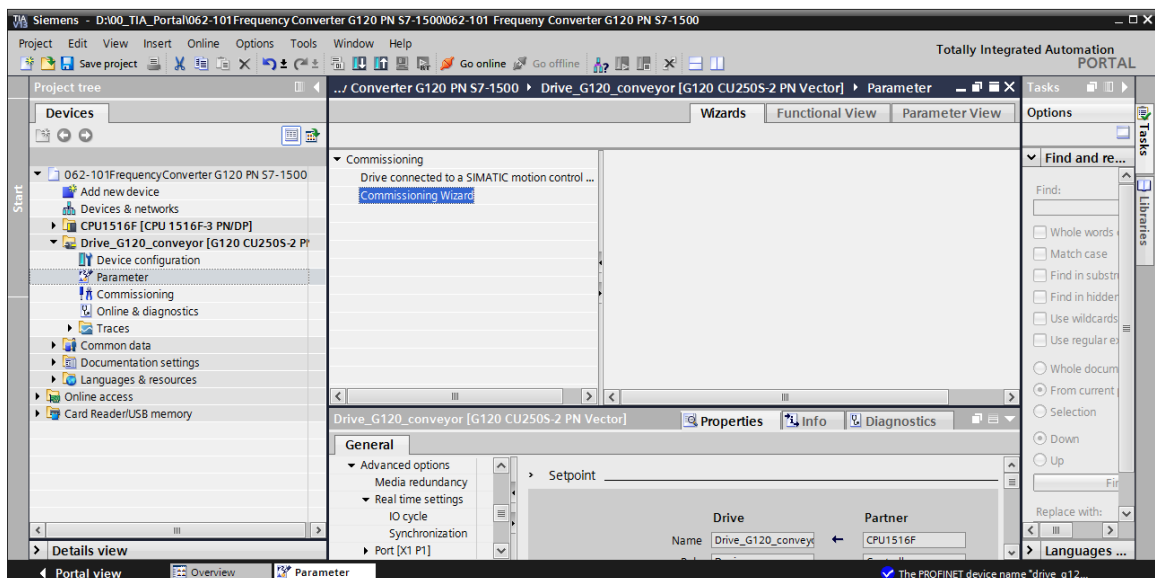 Siemens - D:\00_TIA_Portal\062-101FrequencyConverter G120 PN S7-1500\062-101 Frequeny Converter G120 PN S7-1500
Project Edit View Insert Online Options Tools Window Help
Totally Integrated Automation
PORTAL
Save project Go online Go offline
Project tree
.../ Converter G120 PN S7-1500 Drive_G120_conveyor [G120 CU250S-2 PN Vector] Parameter
Tasks
Devices
Wizards Functional View Parameter View
Options
062-101FrequencyConverter G120 PN S7-1500
Add new device
Devices & networks
CPU1516F [CPU 1516F-3 PN/DP]
Drive_G120_conveyor [G120 CU250S-2 P
Device configuration
Parameter
Commissioning
Online & diagnostics
Traces
Common data
Documentation settings
Languages & resources
Online access
Card Reader/USB memory
Details view
Start
Commissioning
Drive connected to a SIMATIC motion control ...
Commissioning Wizard
Drive_G120_conveyor [G120 CU250S-2 PN Vector]
Properties Info Diagnostics
General
Advanced options
Media redundancy
Real time settings
IO cycle
Synchronization
Port [X1 P1]
Setpoint
Drive Partner
Name Drive_G120_convey CPU1516F
Find and re...
Find:
Whole words
Match case
Find in substr
Find in hidden
Use wildcards
Use regular ex
Whole docum
From current
Selection
Down
Up
Fin
Replace with:
Languages ...
Tasks
Libraries
Portal view Overview Parameter
The PROFINET device name "drive_g12...